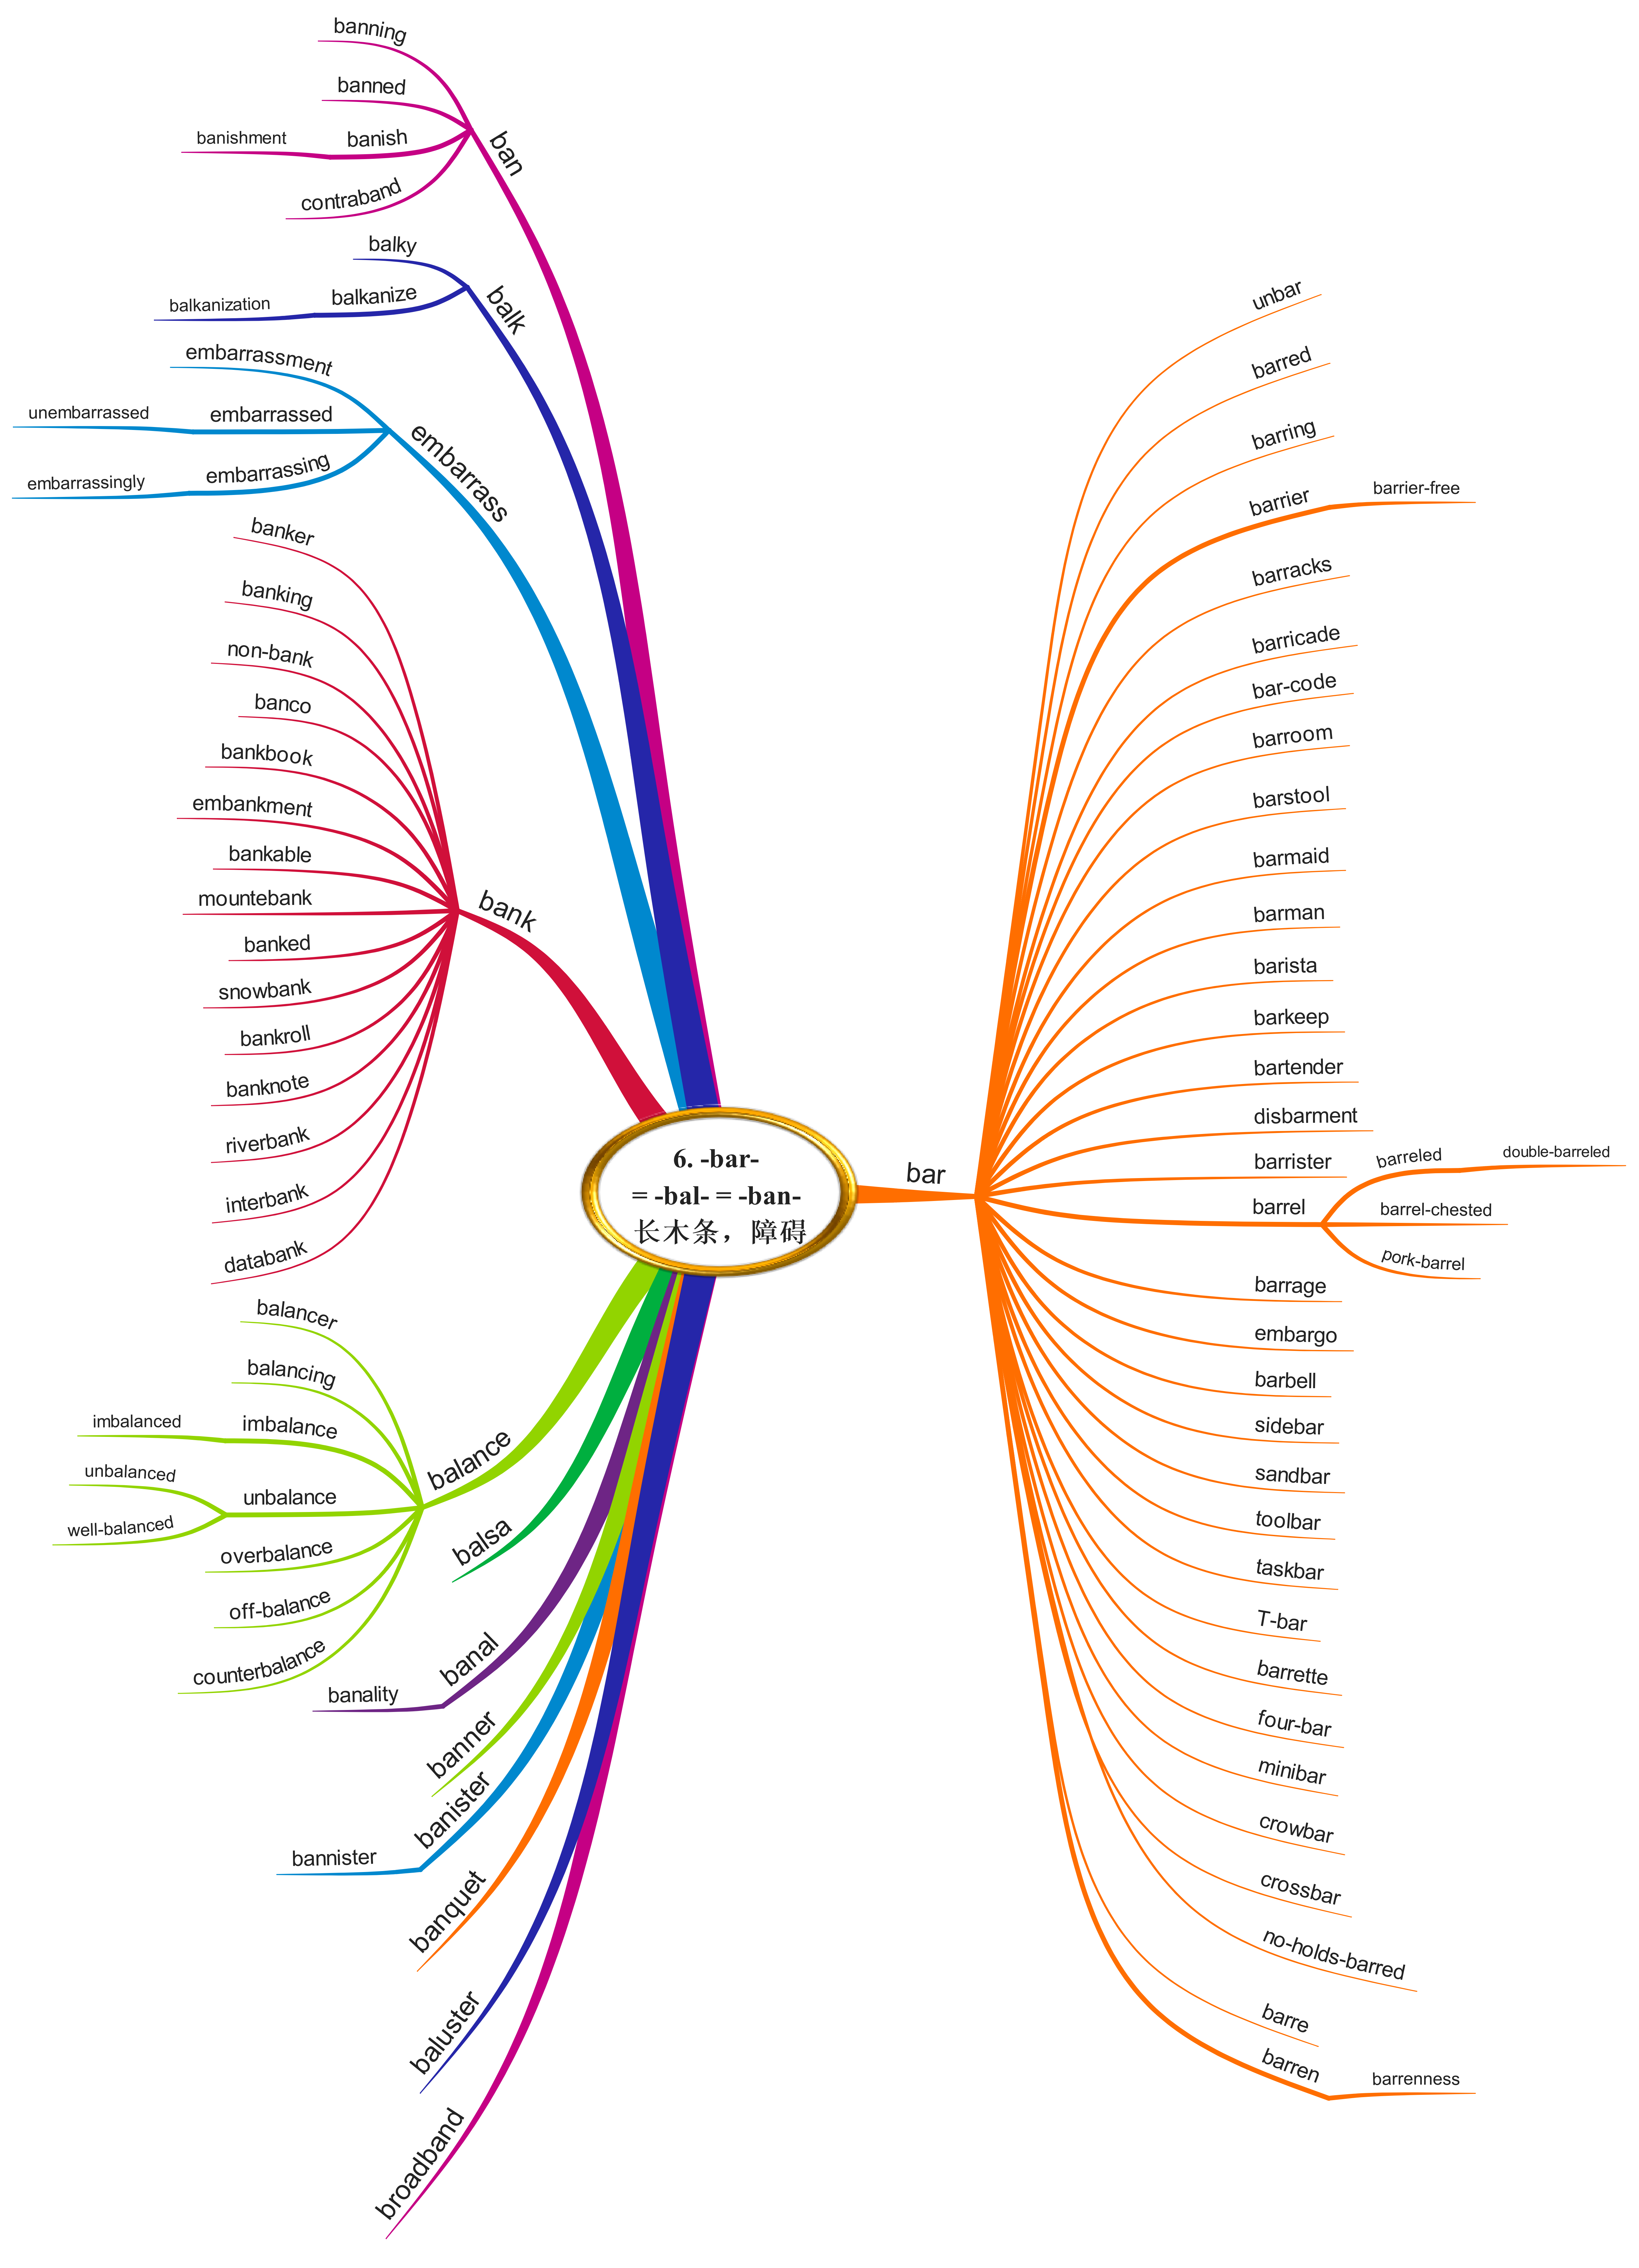 6. -bar-
= -bal- = -ban-
长木条，障碍
bar
unbar
barred
barring
barrier
barrier-free
barracks
barricade
bar-code
barroom
barstool
barmaid
barman
barista
barkeep
bartender
disbarment
barrister
barrel
barreled
double-barreled
barrel-chested
pork-barrel
barrage
embargo
barbell
sidebar
sandbar
toolbar
taskbar
T-bar
barrette
four-bar
minibar
crowbar
crossbar
no-holds-barred
barre
barren
barrenness
ban
banning
banned
banish
banishment
contraband
balk
balky
balkanize
balkanization
embarrass
embarrassment
embarrassed
unembarrassed
embarrassing
embarrassingly
bank
banker
banking
non-bank
banco
bankbook
embankment
bankable
mountebank
banked
snowbank
bankroll
banknote
riverbank
interbank
databank
balance
balancer
balancing
imbalance
imbalanced
unbalance
unbalanced
well-balanced
overbalance
off-balance
counterbalance
balsa
banal
banality
banner
banister
bannister
banquet
baluster
broadband